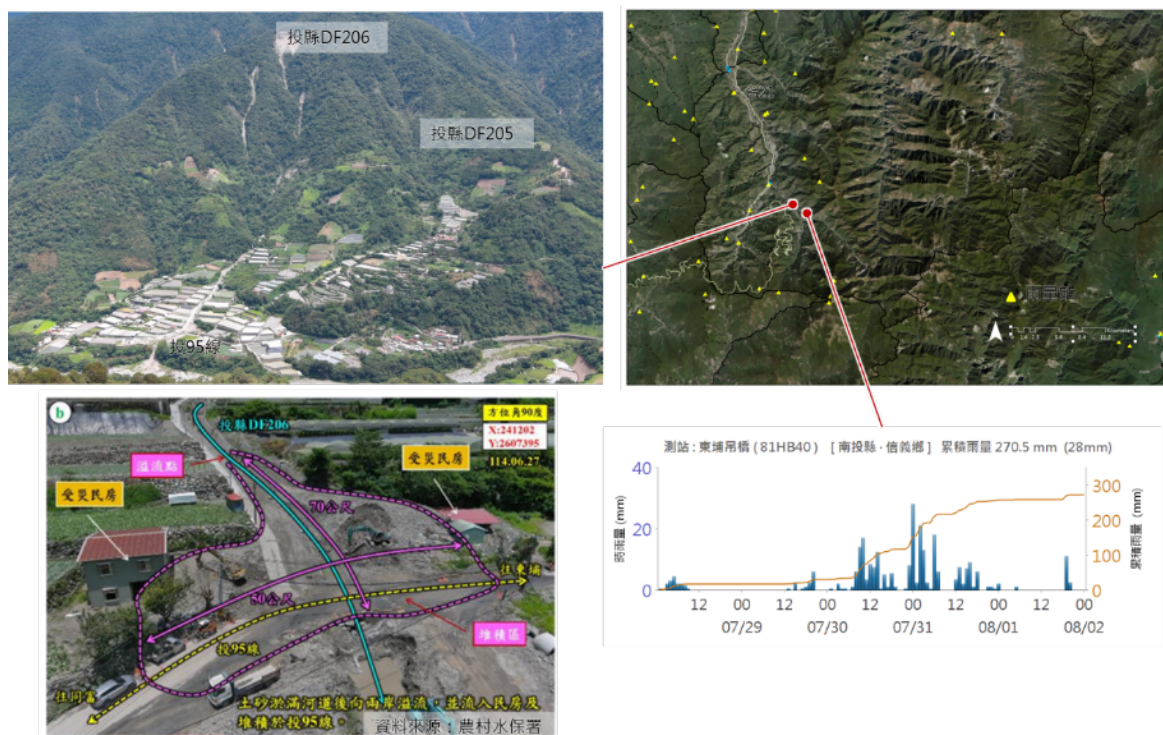 投縣DF206
投縣DF205
投95線
雨量站
N
b
投縣DF206
方位角90度
X:241202
Y:2607395
114.06.27
溢流點
受災民房
受災民房
70公尺
50公尺
往東埔
堆積區
投95線
往同富
土砂淤滿河道後向兩岸溢流，並流入民房及
堆積於投95線。
資料來源：農村水保署
測站：東埔吊橋(81HB40) [南投縣・信義鄉] 累積雨量 270.5 mm (28mm)
時雨量 (mm)
40
20
0
累積雨量 (mm)
300
200
100
0
12 00 12 00 12 00 12 00 12 00
07/29 07/30 07/31 08/01 08/02